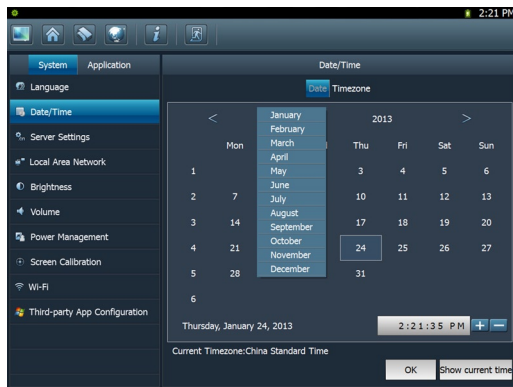 2:21 PM
System Application Date/Time
Language
Date Timezone
Date/Time
Server Settings
Local Area Network
Brightness
Volume
Power Management
Screen Calibration
Wi-Fi
Third-party App Configuration
< 2013 >
January
February
March
April
May
June
July
August
September
October
November
December
Mon Thu Fri Sat Sun
1 3 4 5 6
2 7 10 11 12 13
3 14 17 18 19 20
4 21 24 25 26 27
5 28 31
6
Thursday, January 24, 2013 2:21:35 PM + −
Current Timezone:China Standard Time
OK Show current time